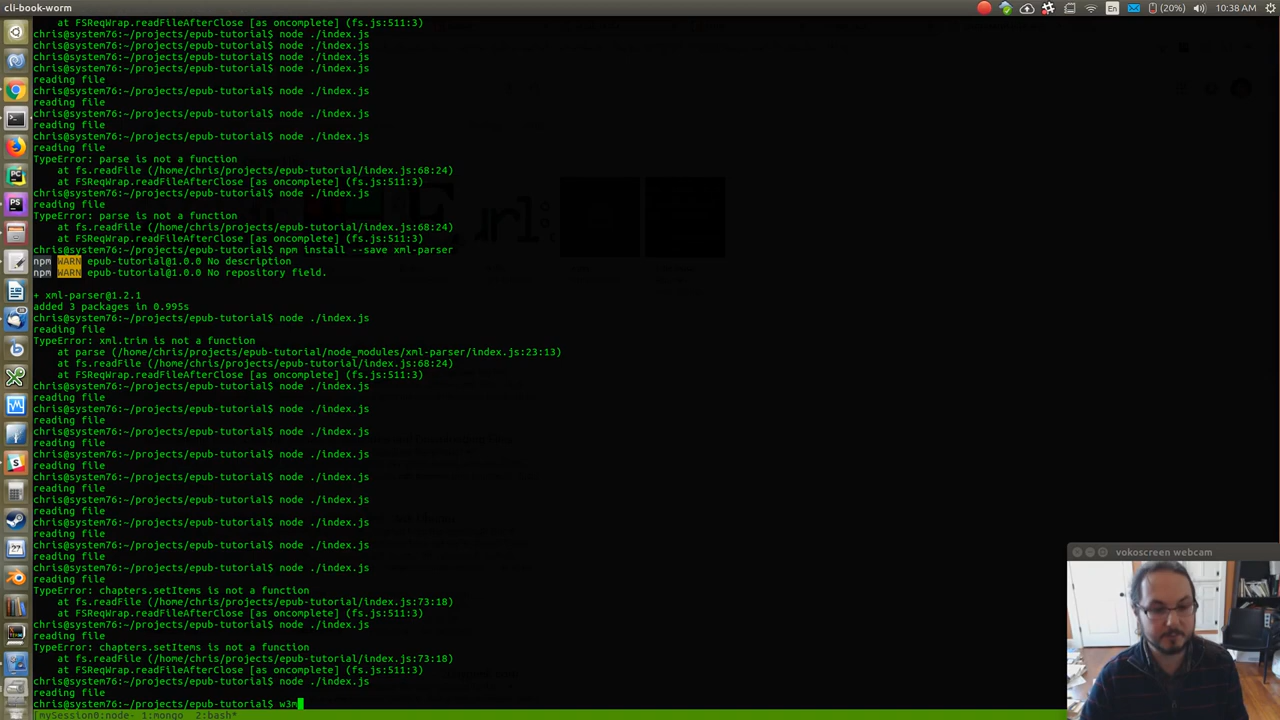 cli-book-worm
En
(20%)
10:38 AM
at FSReqWrap.readFileAfterClose [as oncomplete] (fs.js:511:3)
chris@system76:~/projects/epub-tutorial$ node ./index.js
chris@system76:~/projects/epub-tutorial$ node ./index.js
chris@system76:~/projects/epub-tutorial$ node ./index.js
chris@system76:~/projects/epub-tutorial$ node ./index.js
reading file
chris@system76:~/projects/epub-tutorial$ node ./index.js
reading file
chris@system76:~/projects/epub-tutorial$ node ./index.js
reading file
chris@system76:~/projects/epub-tutorial$ node ./index.js
reading file
TypeError: parse is not a function
at fs.readFile (/home/chris/projects/epub-tutorial/index.js:68:24)
at FSReqWrap.readFileAfterClose [as oncomplete] (fs.js:511:3)
chris@system76:~/projects/epub-tutorial$ node ./index.js
reading file
TypeError: parse is not a function
at fs.readFile (/home/chris/projects/epub-tutorial/index.js:68:24)
at FSReqWrap.readFileAfterClose [as oncomplete] (fs.js:511:3)
chris@system76:~/projects/epub-tutorial$ npm install --save xml-parser
npm WARN epub-tutorial@1.0.0 No description
npm WARN epub-tutorial@1.0.0 No repository field.
+ xml-parser@1.2.1
added 3 packages in 0.995s
chris@system76:~/projects/epub-tutorial$ node ./index.js
reading file
TypeError: xml.trim is not a function
at parse (/home/chris/projects/epub-tutorial/node_modules/xml-parser/index.js:23:13)
at fs.readFile (/home/chris/projects/epub-tutorial/index.js:68:24)
at FSReqWrap.readFileAfterClose [as oncomplete] (fs.js:511:3)
chris@system76:~/projects/epub-tutorial$ node ./index.js
reading file
chris@system76:~/projects/epub-tutorial$ node ./index.js
reading file
chris@system76:~/projects/epub-tutorial$ node ./index.js
reading file
chris@system76:~/projects/epub-tutorial$ node ./index.js
reading file
chris@system76:~/projects/epub-tutorial$ node ./index.js
reading file
chris@system76:~/projects/epub-tutorial$ node ./index.js
reading file
chris@system76:~/projects/epub-tutorial$ node ./index.js
reading file
chris@system76:~/projects/epub-tutorial$ node ./index.js
reading file
chris@system76:~/projects/epub-tutorial$ node ./index.js
reading file
TypeError: chapters.setItems is not a function
at fs.readFile (/home/chris/projects/epub-tutorial/index.js:73:18)
at FSReqWrap.readFileAfterClose [as oncomplete] (fs.js:511:3)
chris@system76:~/projects/epub-tutorial$ node ./index.js
reading file
TypeError: chapters.setItems is not a function
at fs.readFile (/home/chris/projects/epub-tutorial/index.js:73:18)
at FSReqWrap.readFileAfterClose [as oncomplete] (fs.js:511:3)
chris@system76:~/projects/epub-tutorial$ node ./index.js
reading file
chris@system76:~/projects/epub-tutorial$ w3m
[mySession0:node- 1:mongo 2:bash*
vokoscreen webcam